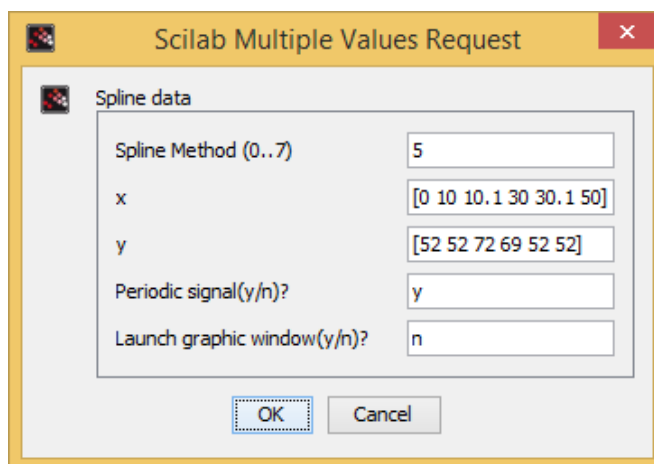 Scilab Multiple Values Request
Spline data
Spline Method (0..7) 5
x [0 10 10.1 30 30.1 50]
y [52 52 72 69 52 52]
Periodic signal(y/n)? y
Launch graphic window(y/n)? n
OK Cancel